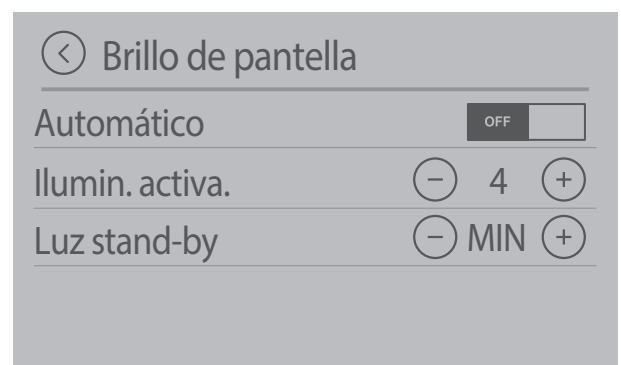 Brillo de pantella
Automático OFF
Ilumin. activa. − 4 +
Luz stand-by − MIN +